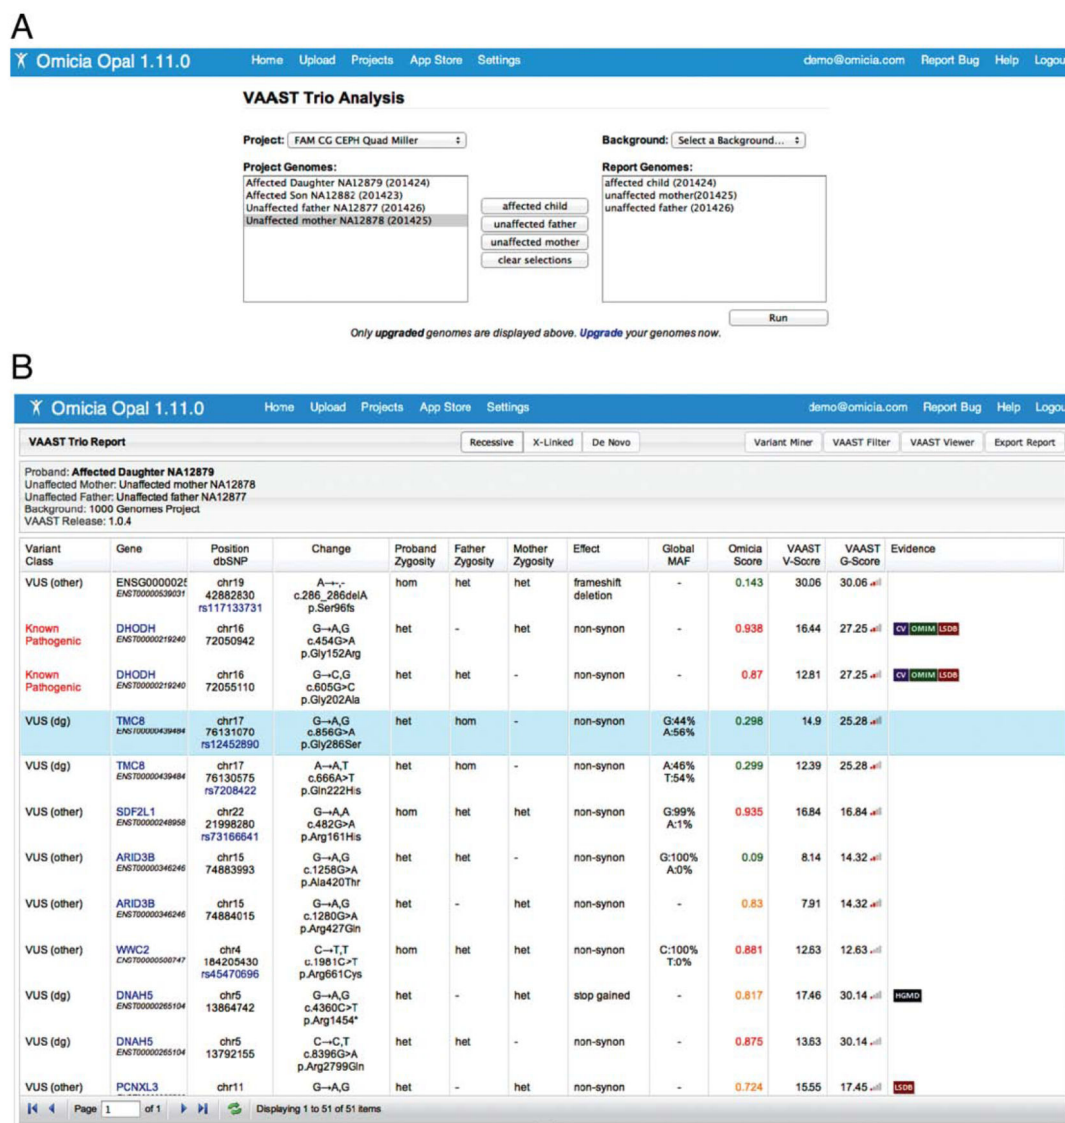 A
Omicia Opal 1.11.0 Home Upload Projects App Store Settings demo@omicia.com Report Bug Help Logou
VAAST Trio Analysis
Project: FAM CG CEPH Quad Miller Background: Select a Background...
Project Genomes: Report Genomes:
Affected Daughter NA12879 (201424) affected child (201424)
Affected Son NA12882 (201423) unaffected mother(201425)
Unaffected father NA12877 (201426) unaffected father (201426)
Unaffected mother NA12878 (201425)
affected child
unaffected father
unaffected mother
clear selections
Run
Only upgraded genomes are displayed above. Upgrade your genomes now.
B
Omicia Opal 1.11.0 Home Upload Projects App Store Settings demo@omicia.com Report Bug Help Logou
VAAST Trio Report Recessive X-Linked De Novo Variant Miner VAAST Filter VAAST Viewer Export Report
Proband: Affected Daughter NA12879
Unaffected Mother: Unaffected mother NA12878
Unaffected Father: Unaffected father NA12877
Background: 1000 Genomes Project
VAAST Release: 1.0.4
Variant Gene Position Change Proband Father Mother Effect Global Omicia VAAST VAAST Evidence
Class dbSNP Zygosity Zygosity Zygosity MAF Score V-Score G-Score
VUS (other) ENSG0000025 chr19 A→-,- hom het het frameshift - 0.143 30.06 30.06
ENST00000539031 42882830 c.286_286delA deletion
rs117133731 p.Ser96fs
Known DHODH chr16 G→A,G het - het non-synon - 0.938 16.44 27.25 CV OMIM LSDB
Pathogenic ENST00000219240 72050942 c.454G>A
p.Gly152Arg
Known DHODH chr16 G→C,G het het - non-synon - 0.87 12.81 27.25 CV OMIM LSDB
Pathogenic ENST00000219240 72055110 c.605G>C
p.Gly202Ala
VUS (dg) TMC8 chr17 G→A,G het hom - non-synon G:44% 0.298 14.9 25.28
ENST00000439484 76131070 c.856G>A A:56%
rs12452890 p.Gly286Ser
VUS (dg) TMC8 chr17 A→A,T het hom - non-synon A:46% 0.299 12.39 25.28
ENST00000439484 76130575 c.666A>T T:54%
rs7208422 p.Gln222His
VUS (other) SDF2L1 chr22 G→A,A hom het het non-synon G:99% 0.935 16.84 16.84
ENST00000248958 21998280 c.482G>A A:1%
rs73166641 p.Arg161His
VUS (other) ARID3B chr15 G→A,G het het - non-synon G:100% 0.09 8.14 14.32
ENST00000346246 74883993 c.1258G>A A:0%
p.Ala420Thr
VUS (other) ARID3B chr15 G→A,G het - het non-synon - 0.83 7.91 14.32
ENST00000346246 74884015 c.1280G>A
p.Arg427Gln
VUS (other) WWC2 chr4 C→T,T hom het het non-synon C:100% 0.881 12.63 12.63
ENST00000500747 184205430 c.1981C>T T:0%
rs45470696 p.Arg661Cys
VUS (dg) DNAH5 chr5 G→A,G het - het stop gained - 0.817 17.46 30.14 HGMD
ENST00000265104 13864742 c.4360C>T
p.Arg1454*
VUS (dg) DNAH5 chr5 C→C,T het het - non-synon - 0.875 13.63 30.14
ENST00000265104 13792155 c.8396G>A
p.Arg2799Gln
VUS (other) PCNXL3 chr11 G→A,G het - het non-synon - 0.724 15.55 17.45 LSDB
Page 1 of 1 Displaying 1 to 51 of 51 items